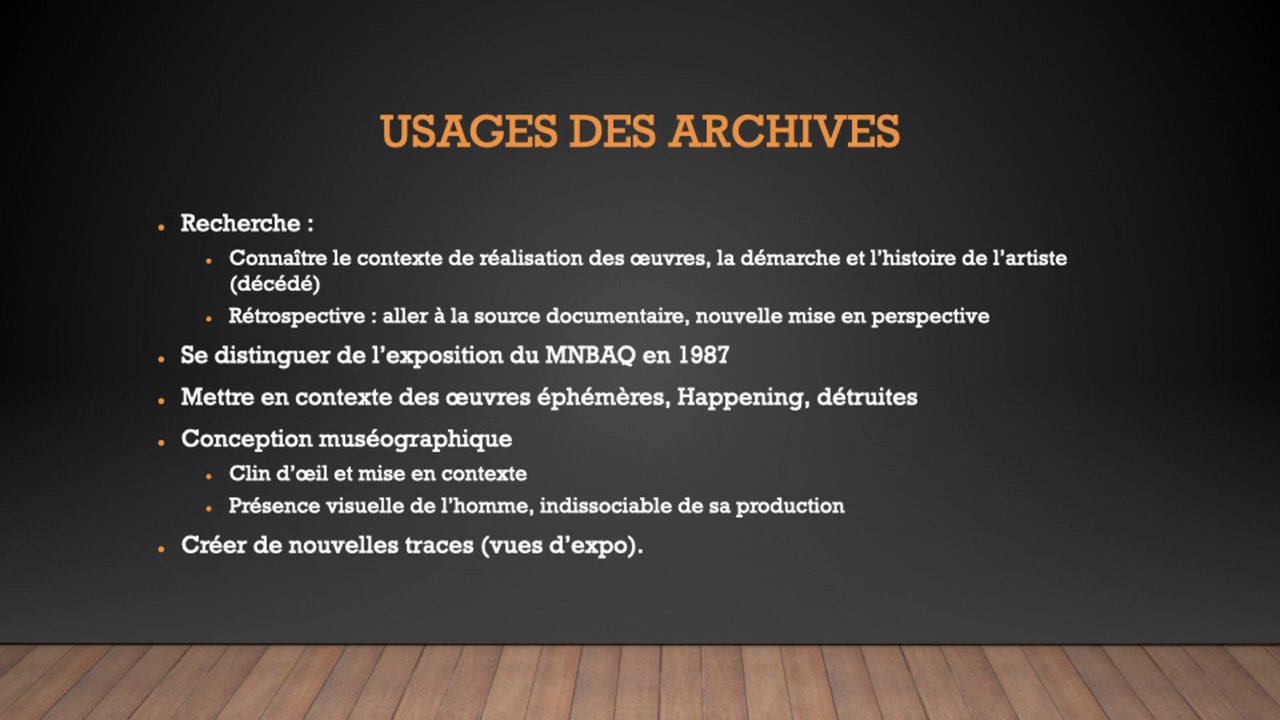 USAGES DES ARCHIVES
• Recherche :
• Connaître le contexte de réalisation des œuvres, la démarche et l'histoire de l'artiste
(décédé)
• Rétrospective : aller à la source documentaire, nouvelle mise en perspective
• Se distinguer de l'exposition du MNBAQ en 1987
• Mettre en contexte des œuvres éphémères, Happening, détruites
• Conception muséographique
• Clin d'œil et mise en contexte
• Présence visuelle de l'homme, indissociable de sa production
• Créer de nouvelles traces (vues d'expo).